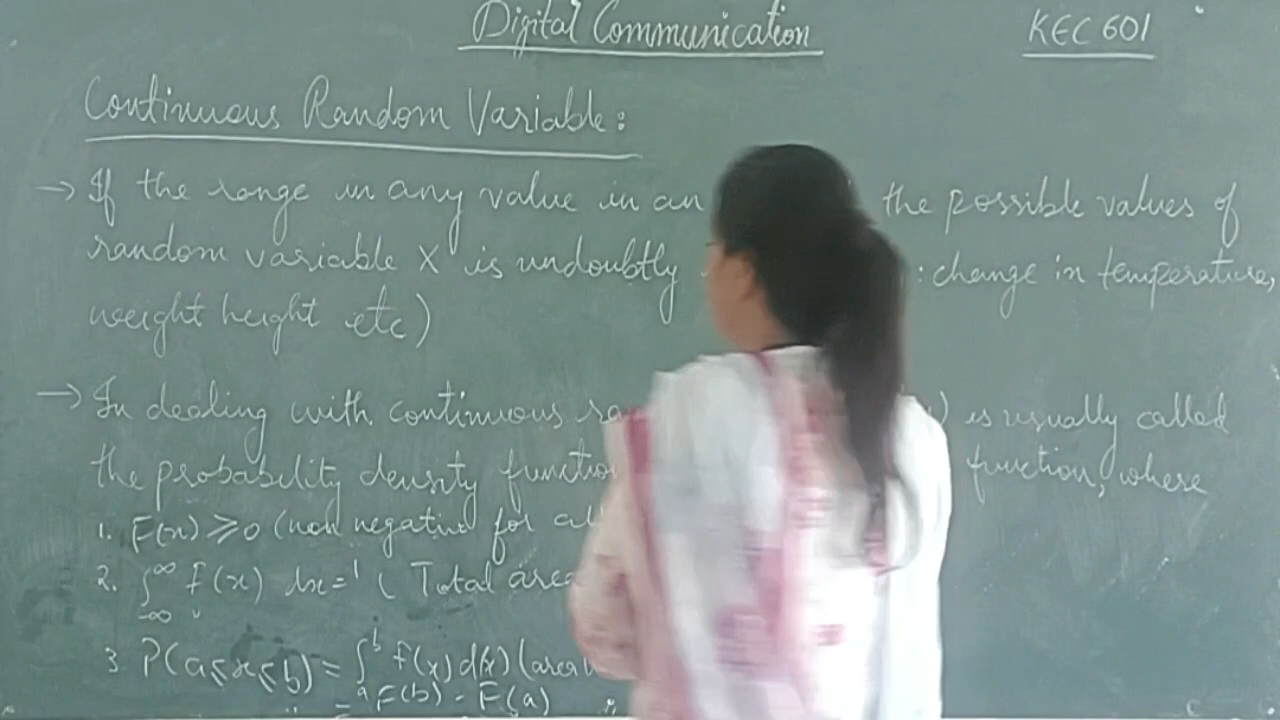 Digital Communication KEC 601
Continuous Random Variable:
→ If the range in any value in an the possible values of
random variable X is undoubtly : change in temperature,
weight height etc)
→ In dealing with continuous ) is usually called
the probability density function, where
1. F(x) ⩾ 0 (non negative for
2. ∫_{-∞}^{∞} f(x) dx = 1 ( Total area
3 P(a⩽x⩽b) = ∫_a^b f(x) d(x) (area
= F(b) - F(a)